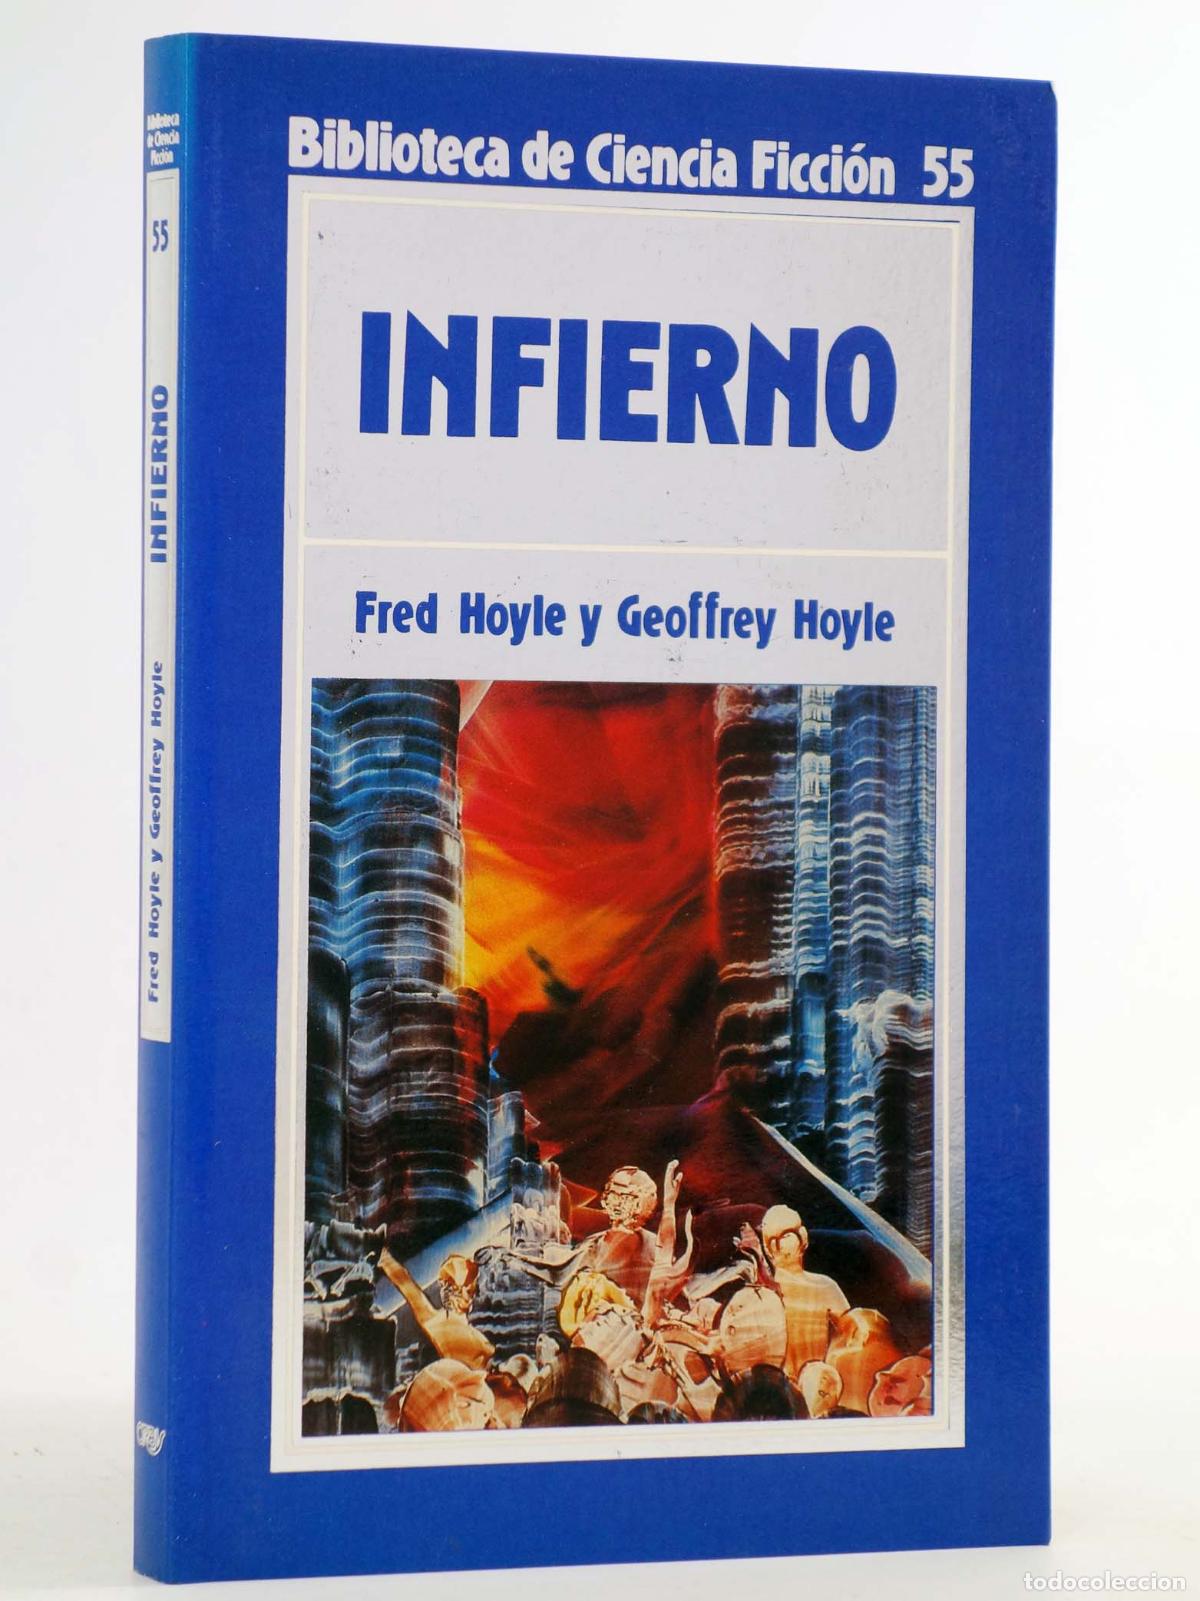 Biblioteca de Ciencia Ficción 55
INFIERNO
Fred Hoyle y Geoffrey Hoyle
Biblioteca
de Ciencia
Ficción
55
INFIERNO
Fred Hoyle y Geoffrey Hoyle
todocoleccion